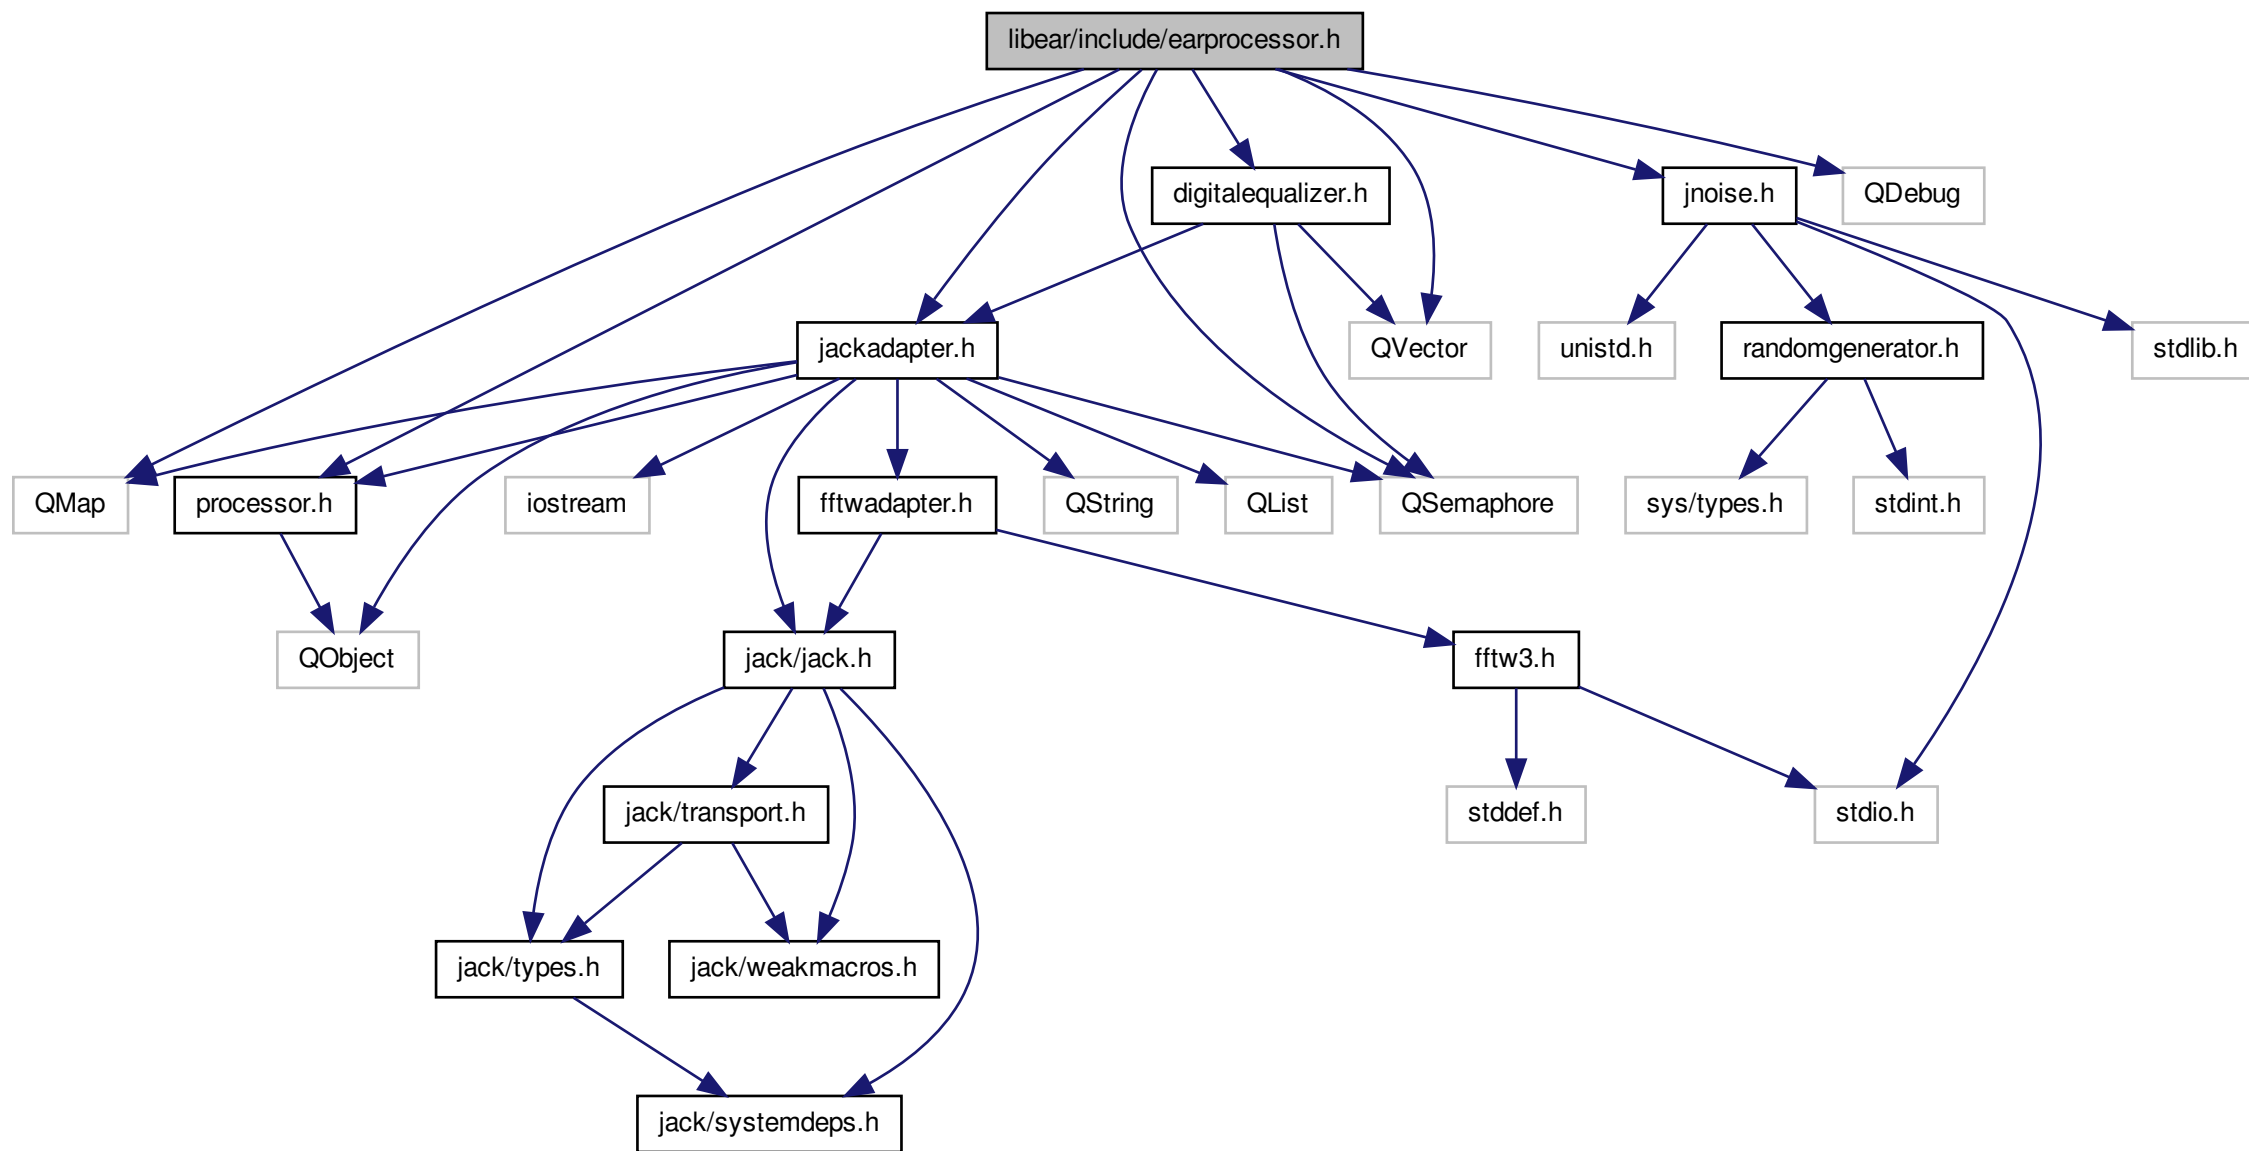 libear/include/earprocessor.h
digitalequalizer.h
jnoise.h
QDebug
jackadapter.h
QVector
unistd.h
randomgenerator.h
stdlib.h
QMap
processor.h
iostream
fftwadapter.h
QString
QList
QSemaphore
sys/types.h
stdint.h
QObject
jack/jack.h
fftw3.h
jack/transport.h
stddef.h
stdio.h
jack/types.h
jack/weakmacros.h
jack/systemdeps.h